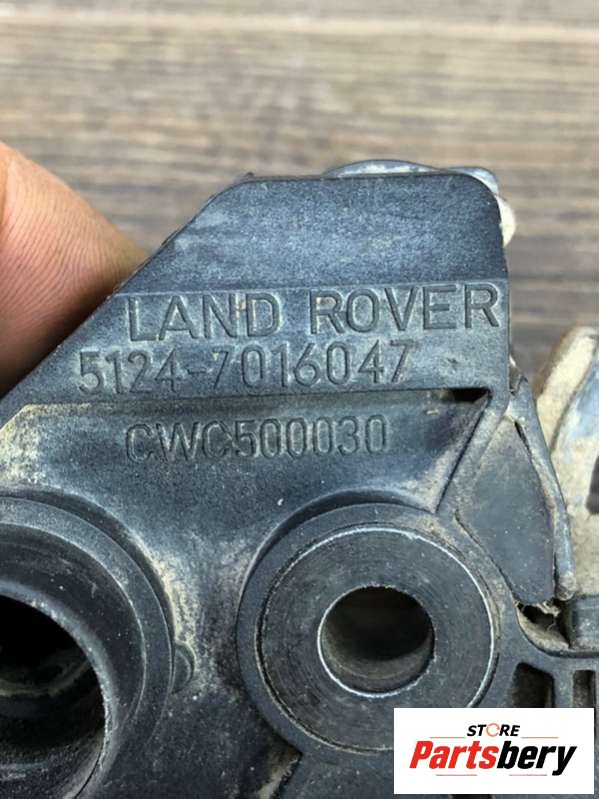 LAND ROVER
5124-7016047
CWC500030
STORE
Partsbery